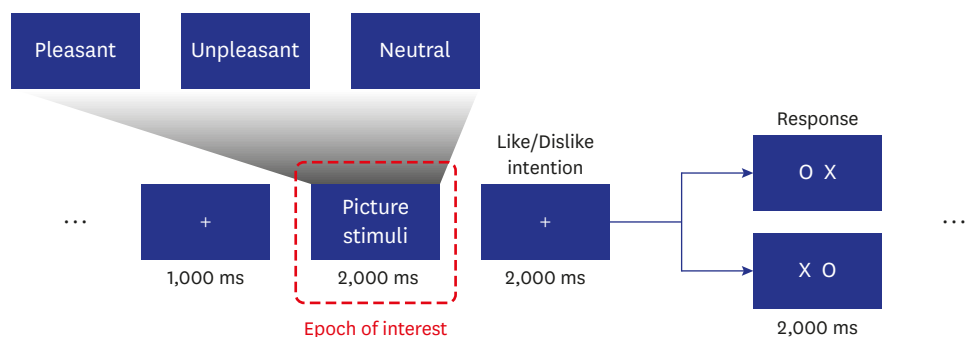 Pleasant
Unpleasant
Neutral
Like/Dislike
intention
Response
...
+
1,000 ms
Picture
stimuli
2,000 ms
Epoch of interest
+
2,000 ms
O X
X O
2,000 ms
...